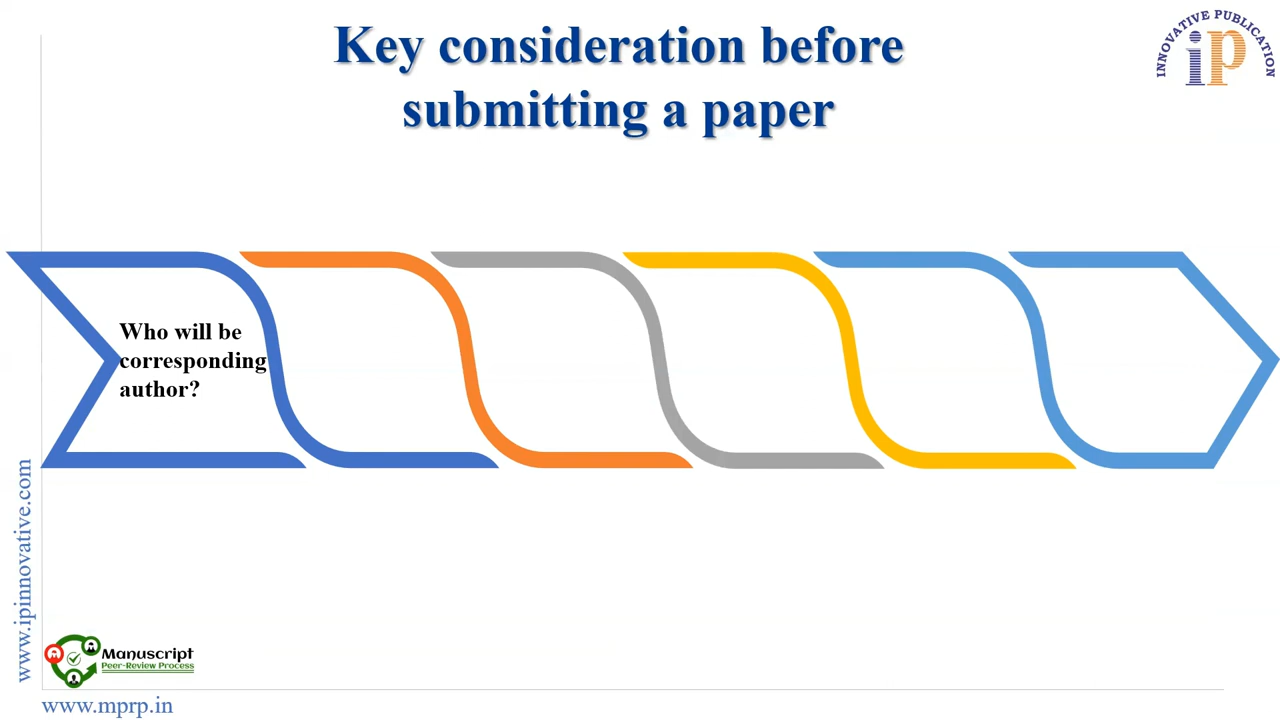 Key consideration before
submitting a paper
INNOVATIVE PUBLICATION
iP
Who will be
corresponding
author?
www.ipinnovative.com
Manuscript
Peer-Review Process
www.mprp.in